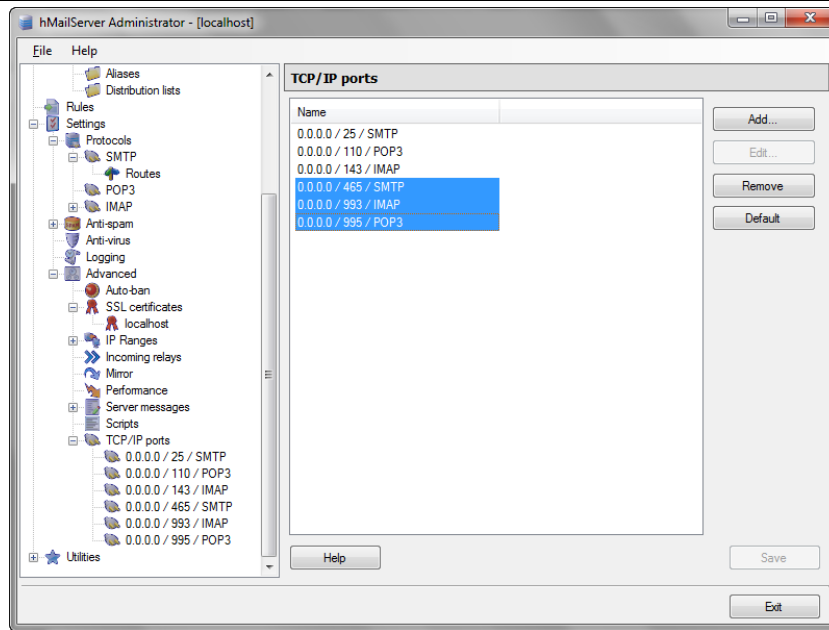 hMailServer Administrator - [localhost]
File Help
Aliases
Distribution lists
Rules
Settings
Protocols
SMTP
Routes
POP3
IMAP
Anti-spam
Anti-virus
Logging
Advanced
Auto-ban
SSL certificates
localhost
IP Ranges
Incoming relays
Mirror
Performance
Server messages
Scripts
TCP/IP ports
0.0.0.0 / 25 / SMTP
0.0.0.0 / 110 / POP3
0.0.0.0 / 143 / IMAP
0.0.0.0 / 465 / SMTP
0.0.0.0 / 993 / IMAP
0.0.0.0 / 995 / POP3
Utilities
TCP/IP ports
Name
0.0.0.0 / 25 / SMTP
0.0.0.0 / 110 / POP3
0.0.0.0 / 143 / IMAP
0.0.0.0 / 465 / SMTP
0.0.0.0 / 993 / IMAP
0.0.0.0 / 995 / POP3
Add...
Edit...
Remove
Default
Help
Save
Exit